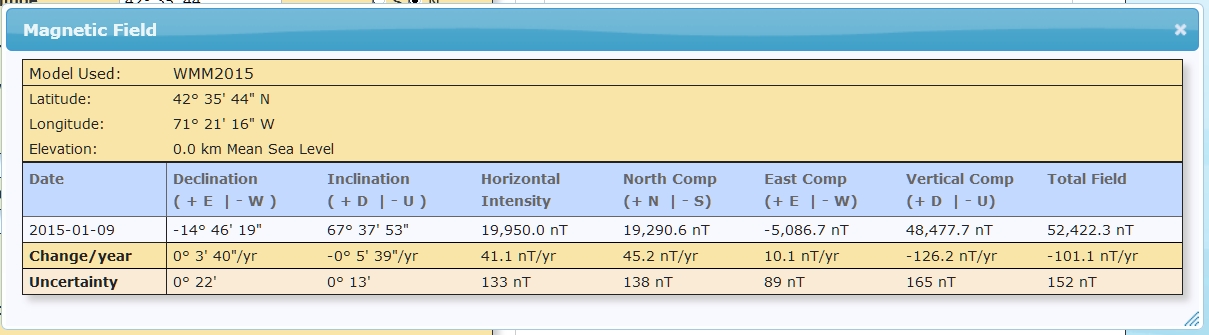 Magnetic Field
Model Used: WMM2015
Latitude: 42° 35' 44" N
Longitude: 71° 21' 16" W
Elevation: 0.0 km Mean Sea Level
Date Declination Inclination Horizontal North Comp East Comp Vertical Comp Total Field
( + E | - W ) ( + D | - U ) Intensity (+ N | - S) (+ E | - W) (+ D | - U)
2015-01-09 -14° 46' 19" 67° 37' 53" 19,950.0 nT 19,290.6 nT -5,086.7 nT 48,477.7 nT 52,422.3 nT
Change/year 0° 3' 40"/yr -0° 5' 39"/yr 41.1 nT/yr 45.2 nT/yr 10.1 nT/yr -126.2 nT/yr -101.1 nT/yr
Uncertainty 0° 22' 0° 13' 133 nT 138 nT 89 nT 165 nT 152 nT